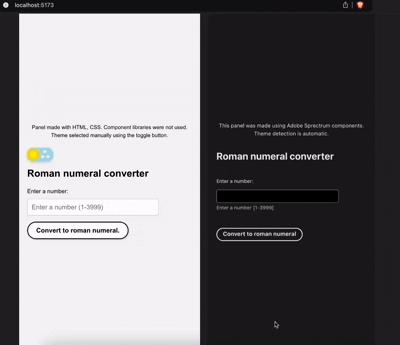 localhost:5173
Panel made with HTML, CSS. Component libraries were not used.
Theme selected manually using the toggle button.
Roman numeral converter
Enter a number:
Enter a number (1-3999)
Convert to roman numeral.
This panel was made using Adobe Sprectrum components.
Theme detection is automatic.
Roman numeral converter
Enter a number:
Enter a number [1-3999]
Convert to roman numeral